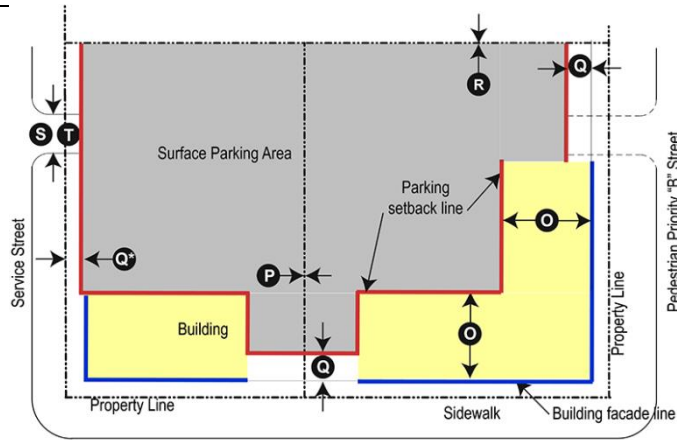 R
Q
S T
Surface Parking Area
Parking
setback line
O
Service Street
Q*
P
Pedestrian Priority "B" Street
Building
O
Property Line
Q
Property Line
Sidewalk
Building facade line